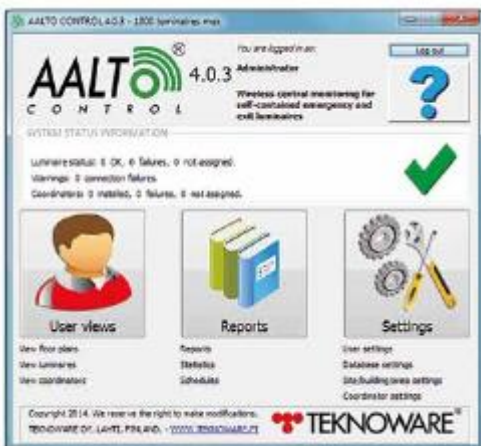 AALTO CONTROL 4.0.3 - 1000 luminaires max
AALTO®
CONTROL
4.0.3
You are logged in as:
Administrator
Wireless central monitoring for
self-contained emergency and
exit luminaires
Log out
?
SYSTEM STATUS INFORMATION
Luminaire status: 0 OK, 0 failures, 0 not assigned.
Warnings: 0 connection failures.
Coordinators: 0 installed, 0 failures, 0 not assigned.
User views
Reports
Settings
View floor plans
Reports
User settings
View luminaires
Statistics
Database settings
View coordinators
Schedules
Site/building/area settings
Coordinator settings
Copyright 2014. We reserve the right to make modifications.
TEKNOWARE OY, LAHTI, FINLAND, - WWW.TEKNOWARE.FI
TEKNOWARE®